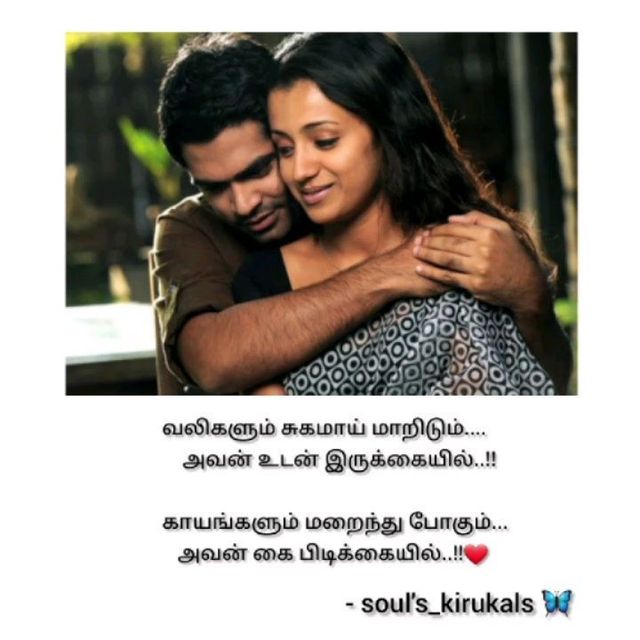 வலிகளும் சுகமாய் மாறிடும்....
அவன் உடன் இருக்கையில்..!!
காயங்களும் மறைந்து போகும்...
அவன் கை பிடிக்கையில்..!!❤️
- soul's_kirukals 🦋